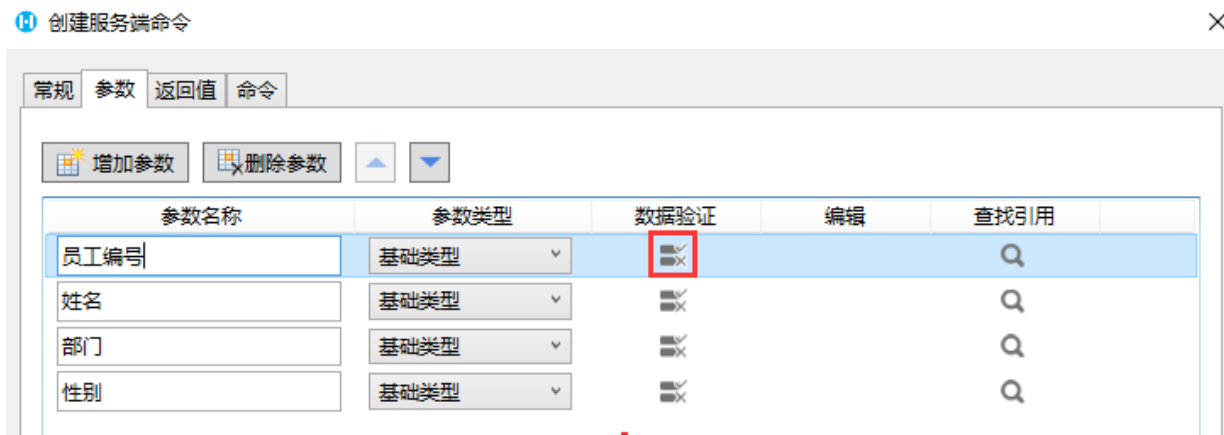 创建服务端命令
常规 参数 返回值 命令
增加参数 删除参数
参数名称 参数类型 数据验证 编辑 查找引用
员工编号 基础类型
姓名 基础类型
部门 基础类型
性别 基础类型